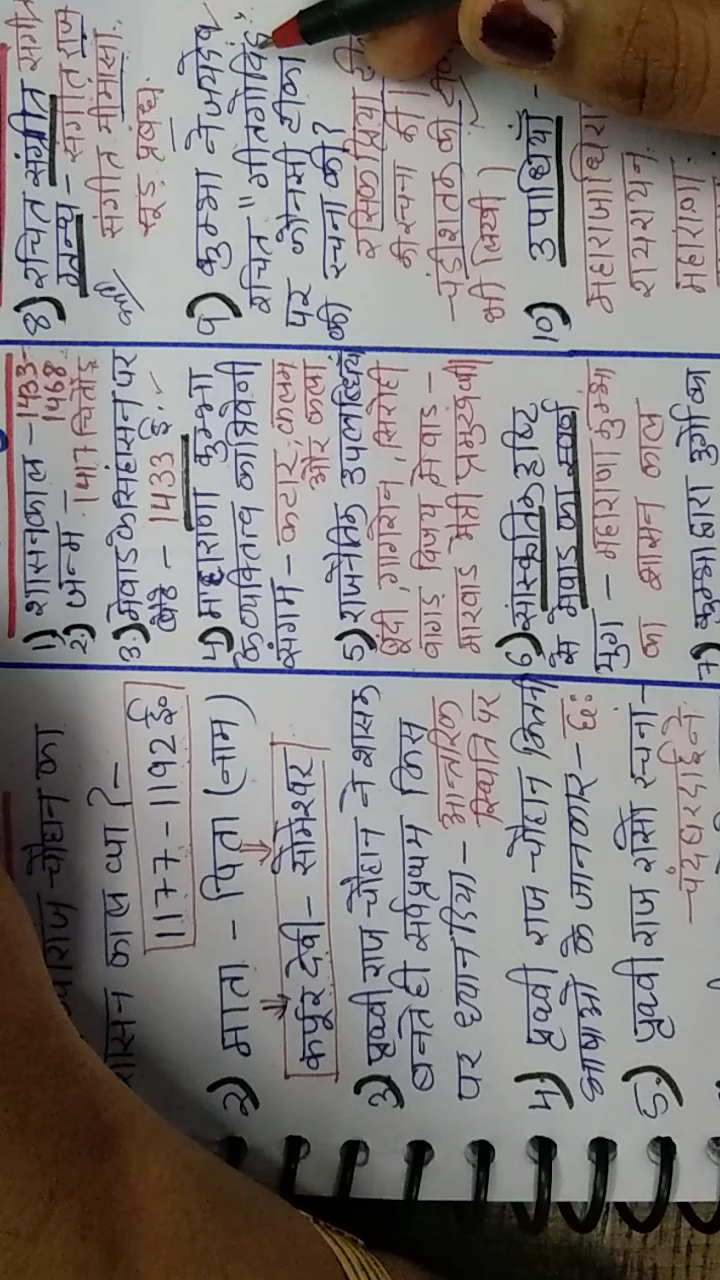 शासन काल क्या ?-
1177-1192 ई०
2) माता - पिता (नाम)
कर्पूर देवी - सोमेश्वर
3) पृथ्वी राज चौहान ने शासक
बनते ही सर्वप्रथम किस
पर ध्यान दिया - आन्तरिक
स्थिति पर
4) पृथ्वी राज चौहान कितनी
भाषाओ के जानकार - छः
5.) पृथ्वी राज रासो रचना -
- चंदबरदाई ने
1) शासनकाल - 1433-
1468
2.) जन्म - 1417 चित्तौड़
3.) मेवाड के सिंहासन पर
बैठे - 1433 ई.
4) महाराणा कुम्भा
के व्यक्तित्व का त्रिवेणी
संगम - कटार, कलम
और कला
5) राजनैतिक उपलब्धियां
बूंदी, गागरोन, सिरोही
वागड विजय मेवाड -
मारवाड मैत्री प्रमुख थी
6) सांस्कृतिक दृष्टि
से मेवाड का स्वर्ण
युग - महाराणा कुम्भा
का शासन काल
7) कुम्भा द्वारा दुर्गो का
8) रचित संगीत
ग्रन्थ - संगीत राज
संगीत मीमांसा.
सूड प्रबंध.
9) कुम्भा ने जयदेव
रचित "गीतगोविंद"
पर कौनसी टीका
की रचना की?
रसिकप्रिया
की रचना की।
चंडीशतक की
भी लिखी)
10) उपाधियाँ -
महाराजाधिरा
रायरायन.
महाराणा.